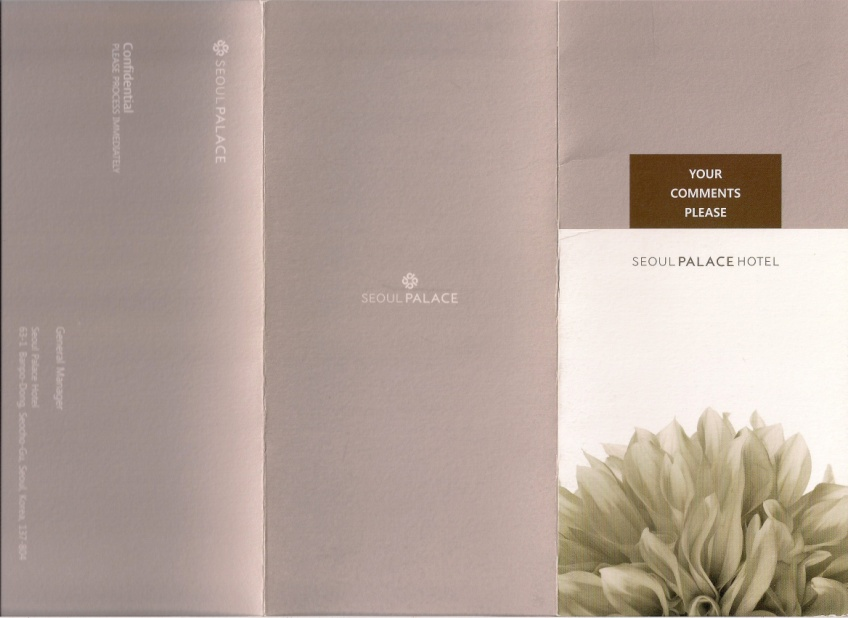 SEOUL PALACE
Confidential
PLEASE PROCESS IMMEDIATELY
General Manager
Seoul Palace Hotel
63-1 Banpo-Dong, Seocho-Gu, Seoul, Korea, 137-804
SEOUL PALACE
YOUR
COMMENTS
PLEASE
SEOUL PALACE HOTEL